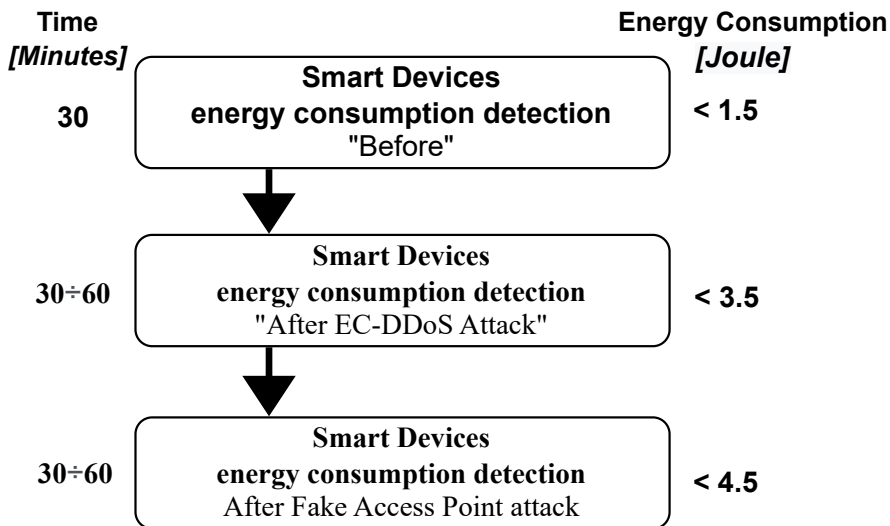 Time
[Minutes]
Energy Consumption
[Joule]
30
Smart Devices
energy consumption detection
"Before"
< 1.5
30÷60
Smart Devices
energy consumption detection
"After EC-DDoS Attack"
< 3.5
30÷60
Smart Devices
energy consumption detection
After Fake Access Point attack
< 4.5